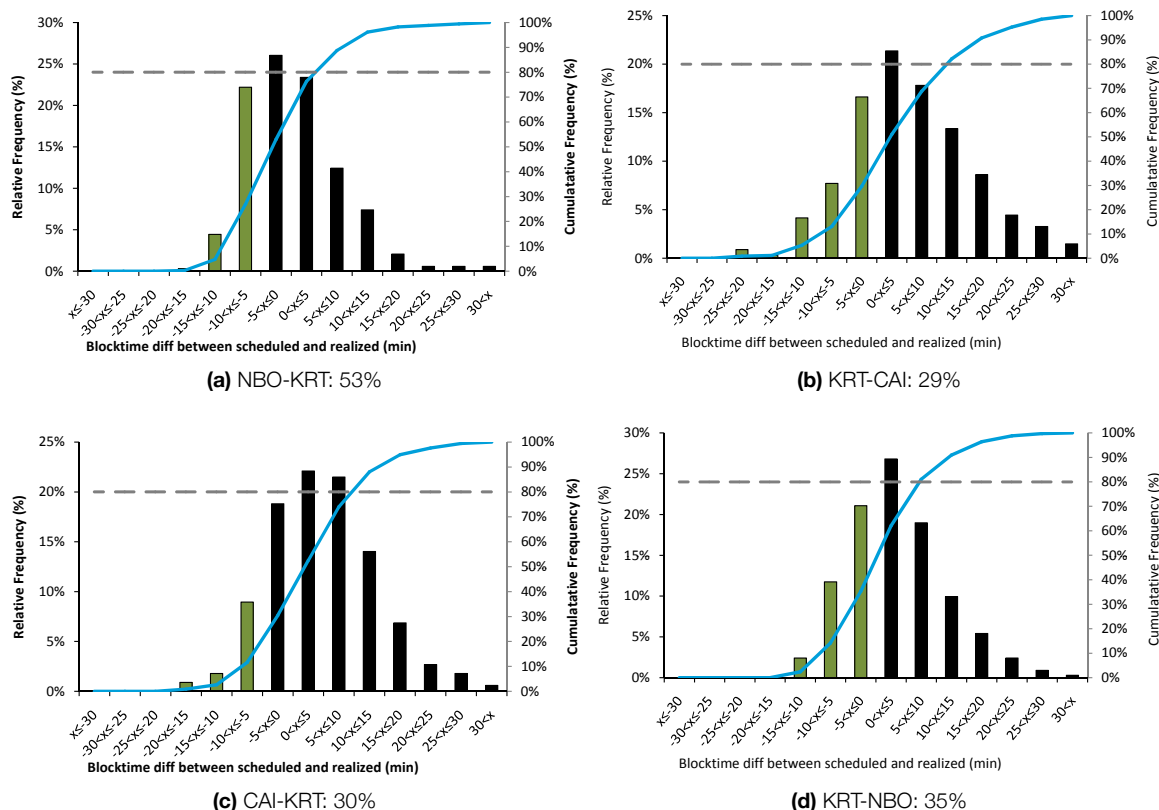 30%
25%
20%
15%
10%
5%
0%
Relative Frequency (%)
100%
90%
80%
70%
60%
50%
40%
30%
20%
10%
0%
Cumulatative Frequency (%)
x≤-30
-30<x≤-25
-25<x≤-20
-20<x≤-15
-15<x≤-10
-10<x≤-5
-5<x≤0
0<x≤5
5<x≤10
10<x≤15
15<x≤20
20<x≤25
25<x≤30
30<x
Blocktime diff between scheduled and realized (min)
(a) NBO-KRT: 53%
25%
20%
15%
10%
5%
0%
Relative Frequency (%)
100%
90%
80%
70%
60%
50%
40%
30%
20%
10%
0%
Cumulatative Frequency (%)
x≤-30
-30<x≤-25
-25<x≤-20
-20<x≤-15
-15<x≤-10
-10<x≤-5
-5<x≤0
0<x≤5
5<x≤10
10<x≤15
15<x≤20
20<x≤25
25<x≤30
30<x
Blocktime diff between scheduled and realized (min)
(b) KRT-CAI: 29%
25%
20%
15%
10%
5%
0%
Relative Frequency (%)
100%
90%
80%
70%
60%
50%
40%
30%
20%
10%
0%
Cumulatative Frequency (%)
x≤-30
-30<x≤-25
-25<x≤-20
-20<x≤-15
-15<x≤-10
-10<x≤-5
-5<x≤0
0<x≤5
5<x≤10
10<x≤15
15<x≤20
20<x≤25
25<x≤30
30<x
Blocktime diff between scheduled and realized (min)
(c) CAI-KRT: 30%
30%
25%
20%
15%
10%
5%
0%
Relative Frequency (%)
100%
90%
80%
70%
60%
50%
40%
30%
20%
10%
0%
Cumulatative Frequency (%)
x≤-30
-30<x≤-25
-25<x≤-20
-20<x≤-15
-15<x≤-10
-10<x≤-5
-5<x≤0
0<x≤5
5<x≤10
10<x≤15
15<x≤20
20<x≤25
25<x≤30
30<x
Blocktime diff between scheduled and realized (min)
(d) KRT-NBO: 35%